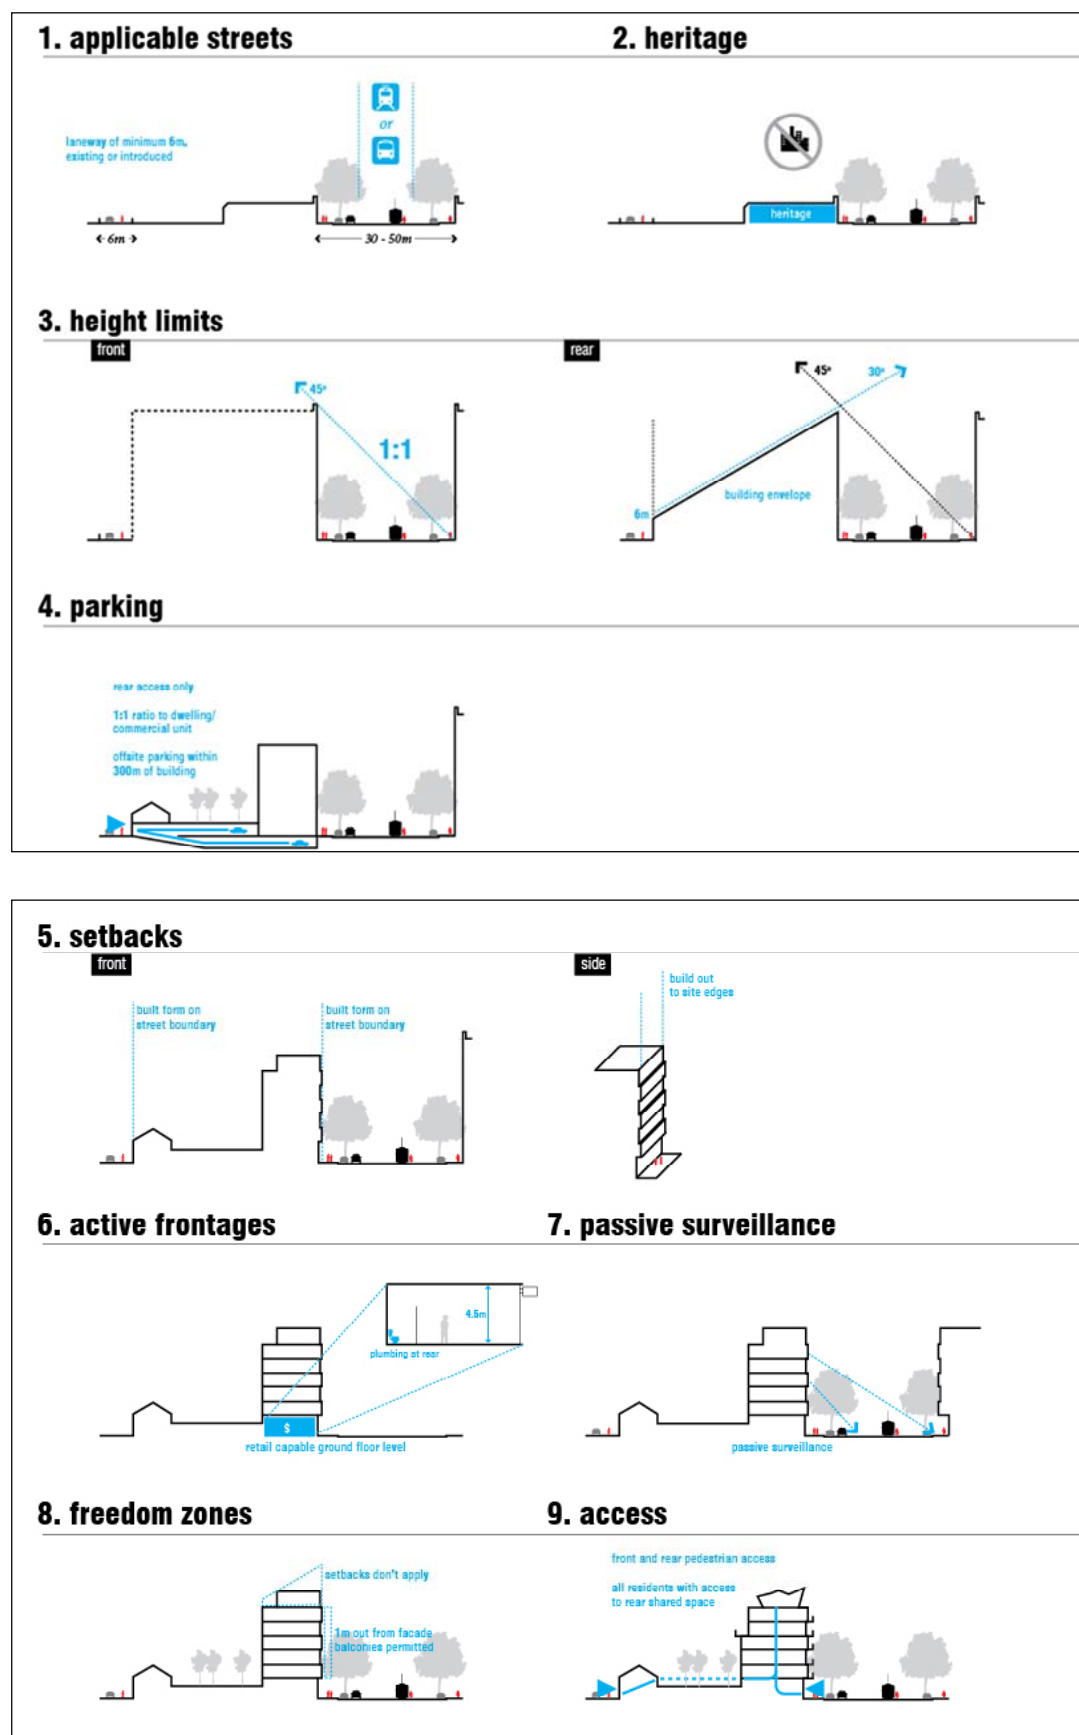 1. applicable streets
laneway of minimum 6m,
existing or introduced
or
6m
30 - 50m
2. heritage
heritage
3. height limits
front
45°
1:1
rear
45°
30°
6m
building envelope
4. parking
rear access only
1:1 ratio to dwelling/
commercial unit
offsite parking within
300m of building
5. setbacks
front
built form on
street boundary
built form on
street boundary
side
build out
to site edges
6. active frontages
4.5m
plumbing at rear
$
retail capable ground floor level
7. passive surveillance
passive surveillance
8. freedom zones
setbacks don't apply
1m out from facade
balconies permitted
9. access
front and rear pedestrian access
all residents with access
to rear shared space